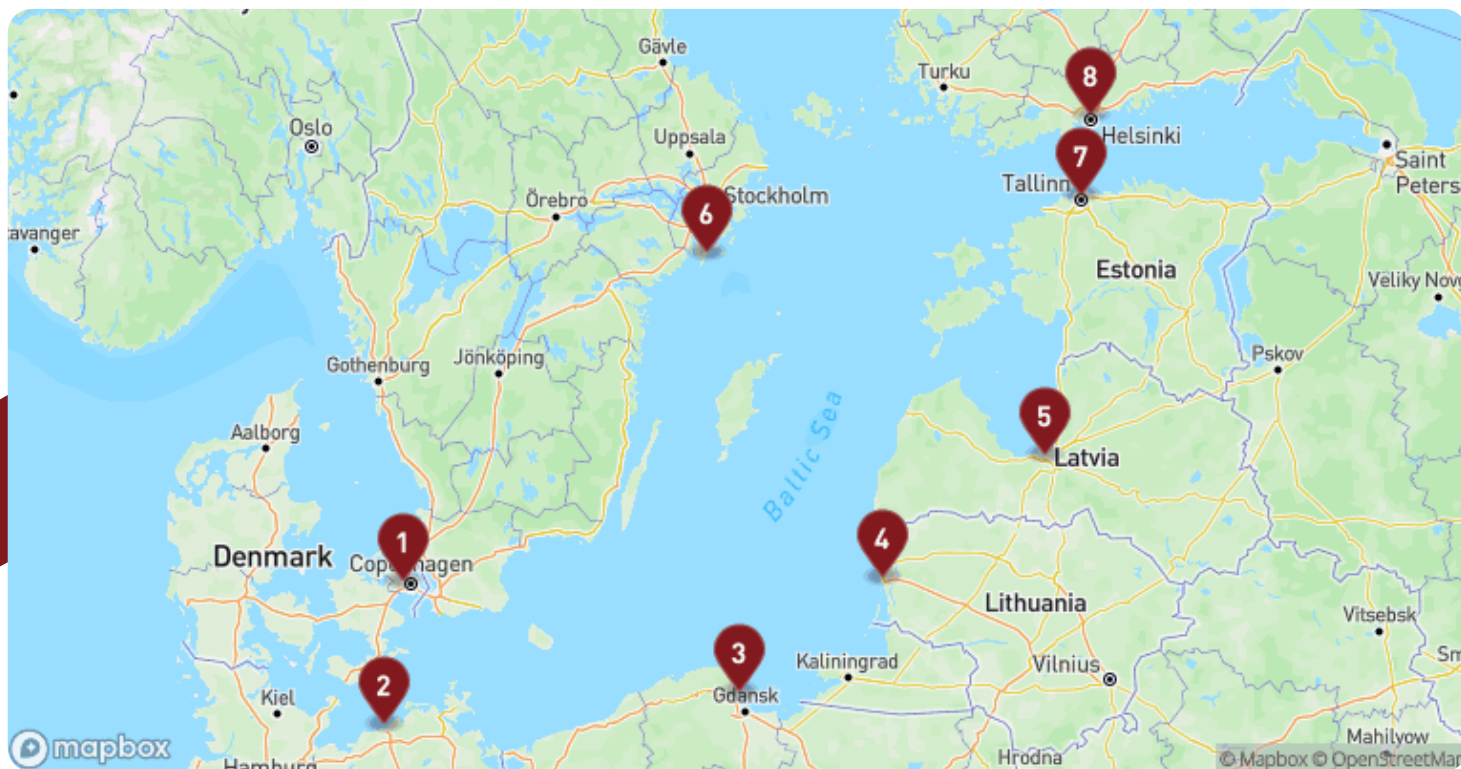 Gävle
Turku
8
Oslo
Uppsala
Helsinki
7
Saint
Peters
Tallinn
Örebro
Stockholm
6
tavanger
Estonia
Veliky Novg
Gothenburg
Jönköping
Pskov
Baltic Sea
5
Aalborg
Latvia
1
4
Denmark
Copenhagen
Lithuania
Vitsebsk
3
2
Kaliningrad
Vilnius
Sm
Kiel
Gdansk
mapbox
Hamburg
Hrodna
Mahilyow
© Mapbox © OpenStreetMap